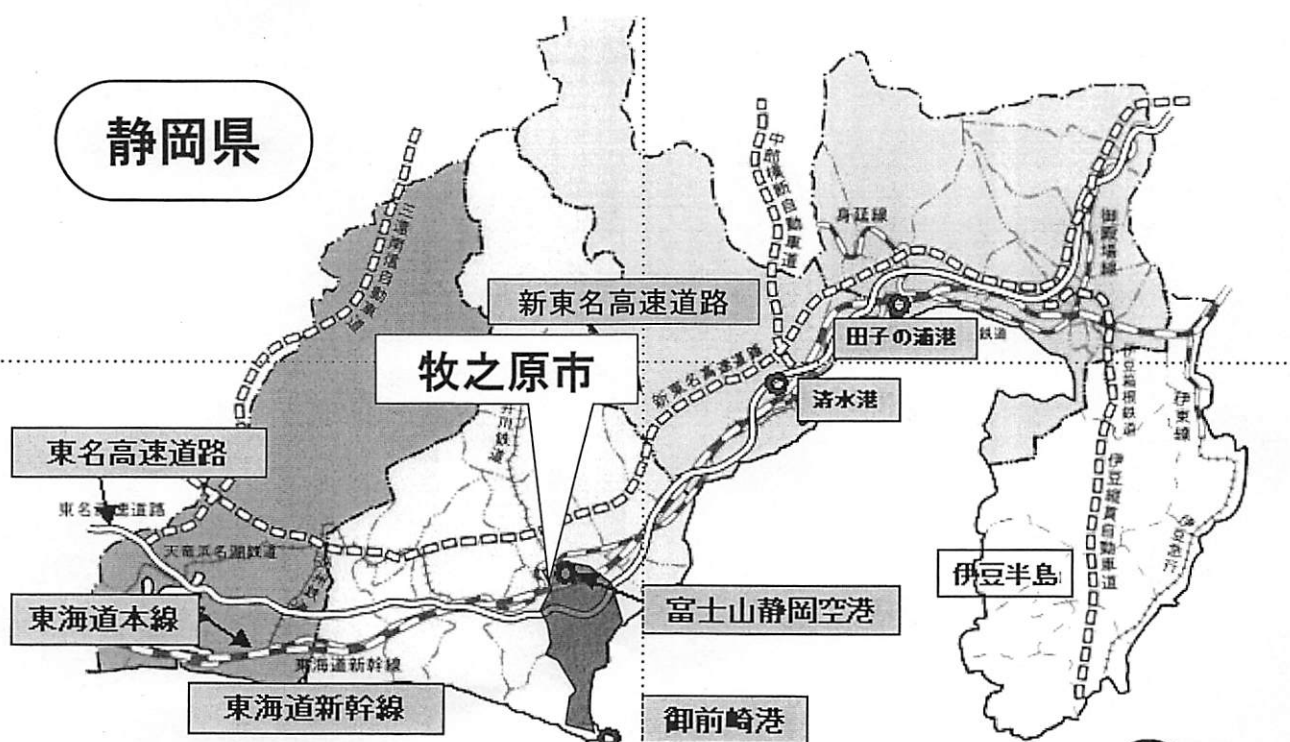 静岡県
中部横断自動車道
三遠南信自動車道
身延線
御殿場線
新東名高速道路
田子の浦港
鉄道
牧之原市
新東名高速道路
清水港
伊豆箱根鉄道
伊東線
井川鉄道
東名高速道路
東名高速道路
天竜浜名湖鉄道
伊豆縦貫自動車道
伊豆急行
伊豆半島
富士山静岡空港
東海道本線
東海道新幹線
東海道新幹線
御前崎港